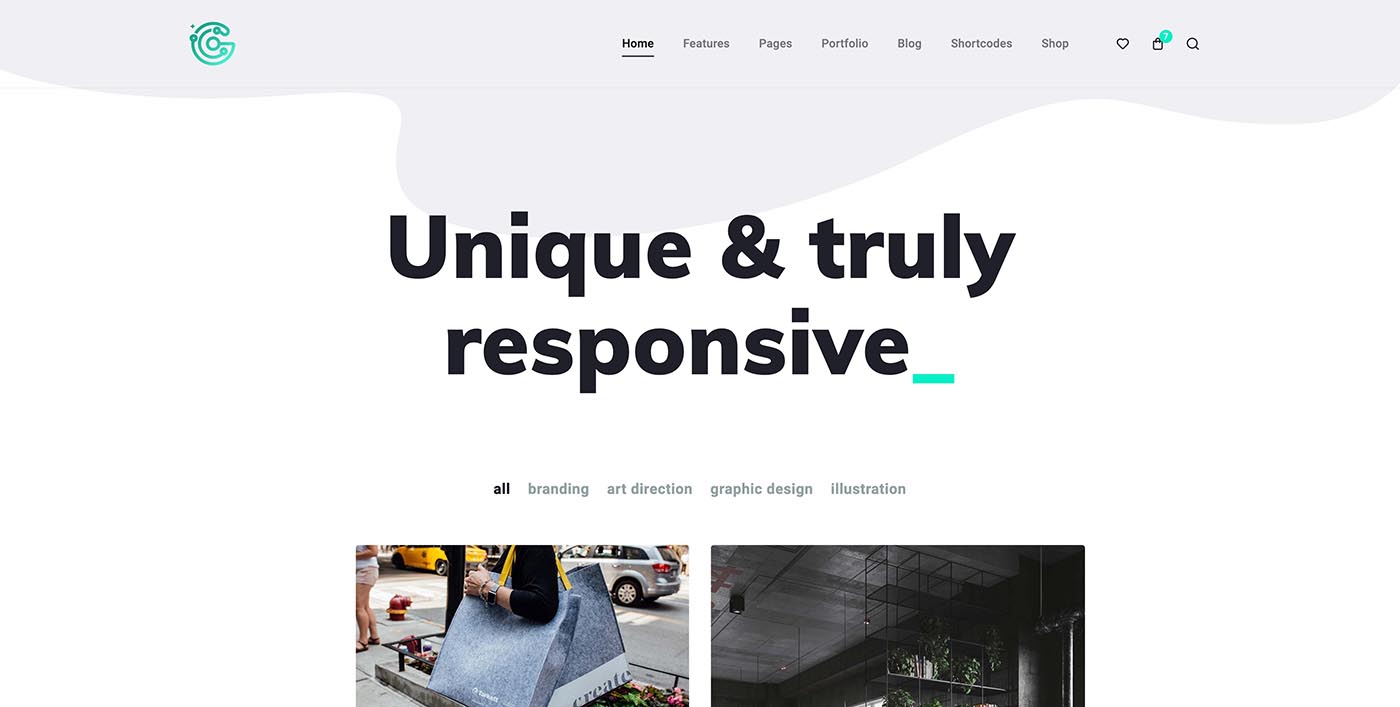 Home Features Pages Portfolio Blog Shortcodes Shop 7
Unique & truly
responsive_
all branding art direction graphic design illustration
Tarkett
create